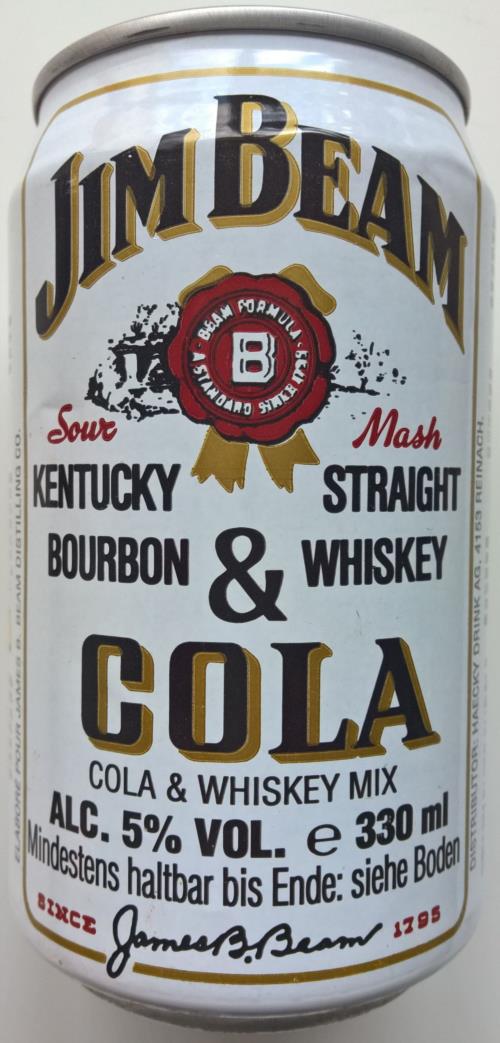 JIM BEAM
BEAM FORMULA
B
A STANDARD SINCE 1795
Sour Mash
KENTUCKY STRAIGHT
BOURBON & WHISKEY
COLA
COLA & WHISKEY MIX
ALC. 5% VOL. ℮ 330 ml
Mindestens haltbar bis Ende: siehe Boden
SINCE James B. Beam 1795
ELABORÉ POUR JAMES B. BEAM DISTILLING CO.
DISTRIBUTOR: HAECKY DRINK AG. 4153 REINACH.